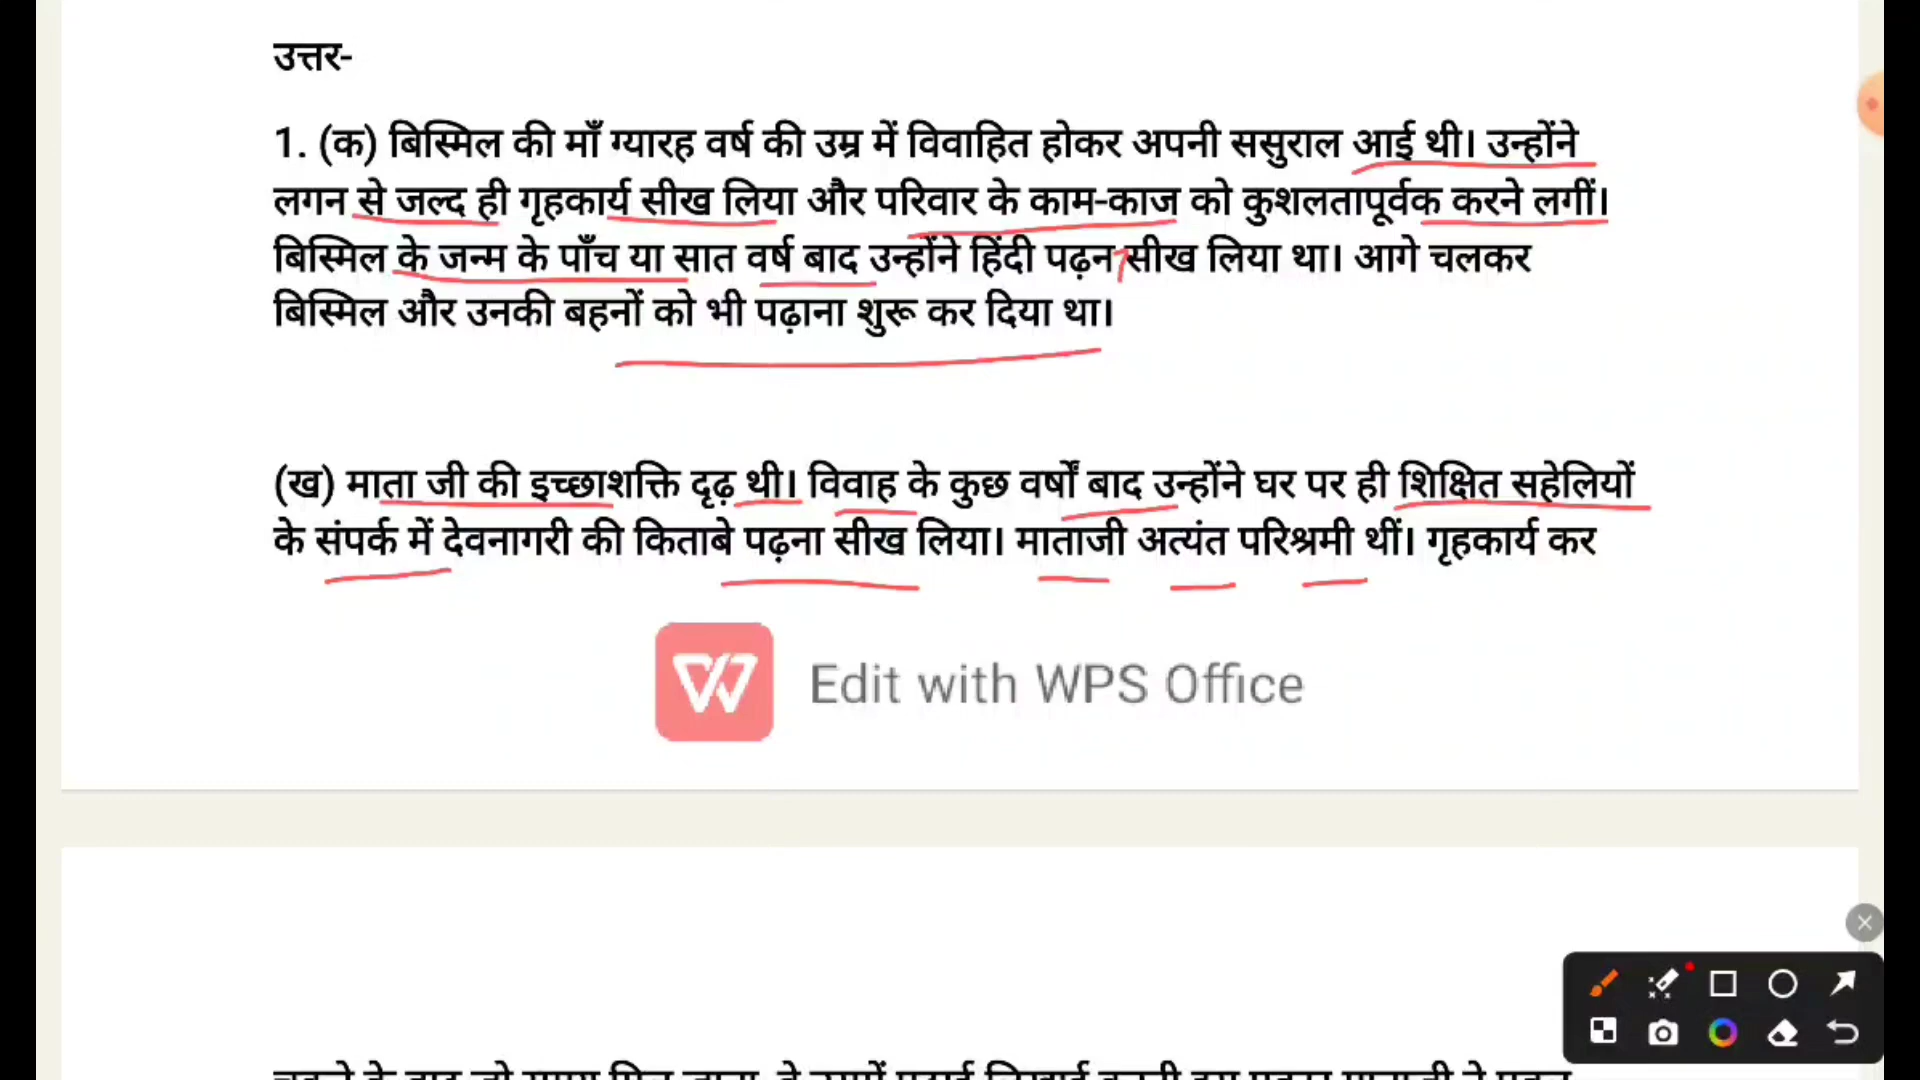 उत्तर-
1. (क) बिस्मिल की माँ ग्यारह वर्ष की उम्र में विवाहित होकर अपनी ससुराल आई थी। उन्होंने
लगन से जल्द ही गृहकार्य सीख लिया और परिवार के काम-काज को कुशलतापूर्वक करने लगीं।
बिस्मिल के जन्म के पाँच या सात वर्ष बाद उन्होंने हिंदी पढ़न सीख लिया था। आगे चलकर
बिस्मिल और उनकी बहनों को भी पढ़ाना शुरू कर दिया था।
(ख) माता जी की इच्छाशक्ति दृढ़ थी। विवाह के कुछ वर्षों बाद उन्होंने घर पर ही शिक्षित सहेलियों
के संपर्क में देवनागरी की किताबे पढ़ना सीख लिया। माताजी अत्यंत परिश्रमी थीं। गृहकार्य कर
Edit with WPS Office